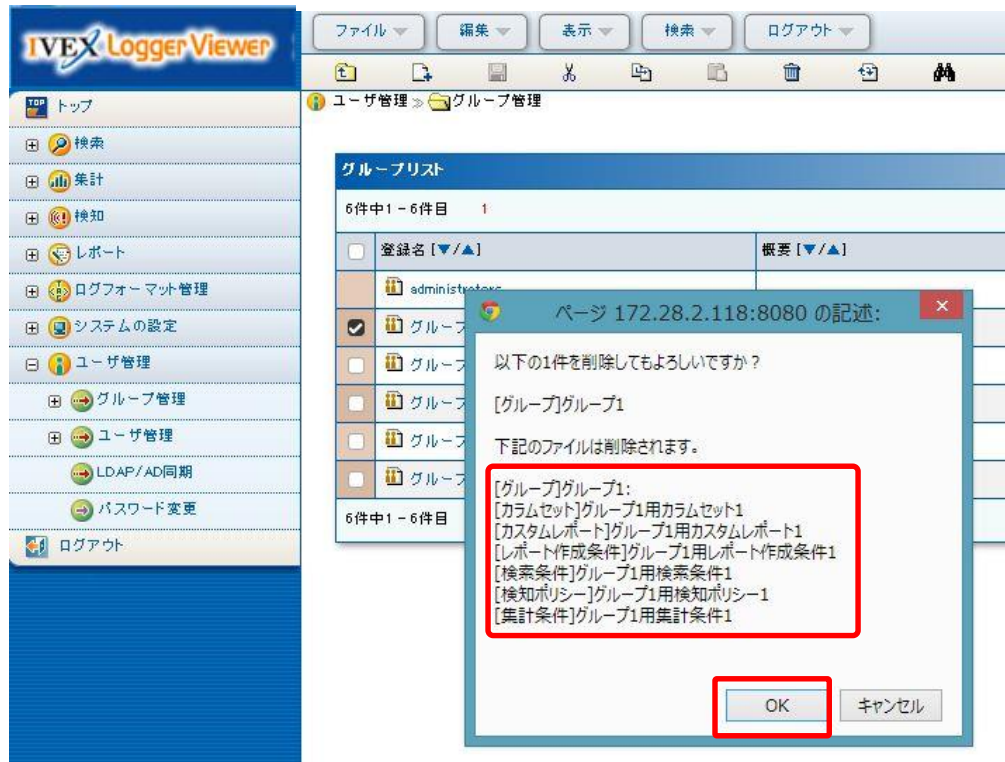 IVEX Logger Viewer
ファイル 編集 表示 検索 ログアウト
ユーザ管理 ≫ グループ管理
TOP トップ
検索
集計
検知
レポート
ログフォーマット管理
システムの設定
ユーザ管理
グループ管理
ユーザ管理
LDAP/AD同期
パスワード変更
ログアウト
グループリスト
6件中1-6件目 1
登録名 [▼/▲] 概要 [▼/▲]
administrators
グループ
グループ
グループ
グループ
グループ
6件中1-6件目
ページ 172.28.2.118:8080 の記述:
以下の1件を削除してもよろしいですか？
[グループ]グループ1
下記のファイルは削除されます。
[グループ]グループ1:
[カラムセット]グループ1用カラムセット1
[カスタムレポート]グループ1用カスタムレポート1
[レポート作成条件]グループ1用レポート作成条件1
[検索条件]グループ1用検索条件1
[検知ポリシー]グループ1用検知ポリシー1
[集計条件]グループ1用集計条件1
OK キャンセル